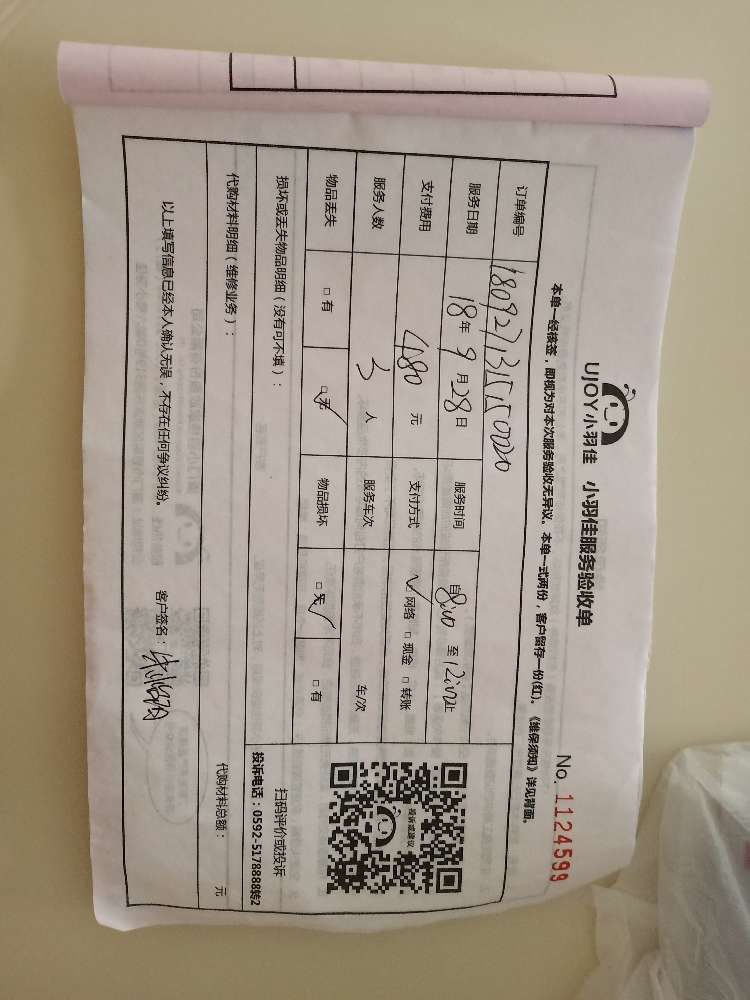 UJOY小羽佳 小羽佳服务验收单
No. 1124599
本单一经核签，即视为对本次服务验收无异议。本单一式两份，客户留存一份(红)。《维保须知》详见背面。
订单编号 180927135550020
服务日期 18年 9月 28日 服务时间 自8:00 至12:00止
支付费用 480 元 支付方式 ☑网络 □现金 □转账
服务人数 3 人 服务车次 车/次
物品丢失 □有 ☑无 物品损坏 ☑无 □有
损坏或丢失物品明细（没有可不填）：
投诉或建议
扫码评价或投诉
投诉电话：0592-5178888转2
代购材料明细（维修业务）： 代购材料总额： 元
以上填写信息已经本人确认无误，不存在任何争议纠纷。 客户签名：